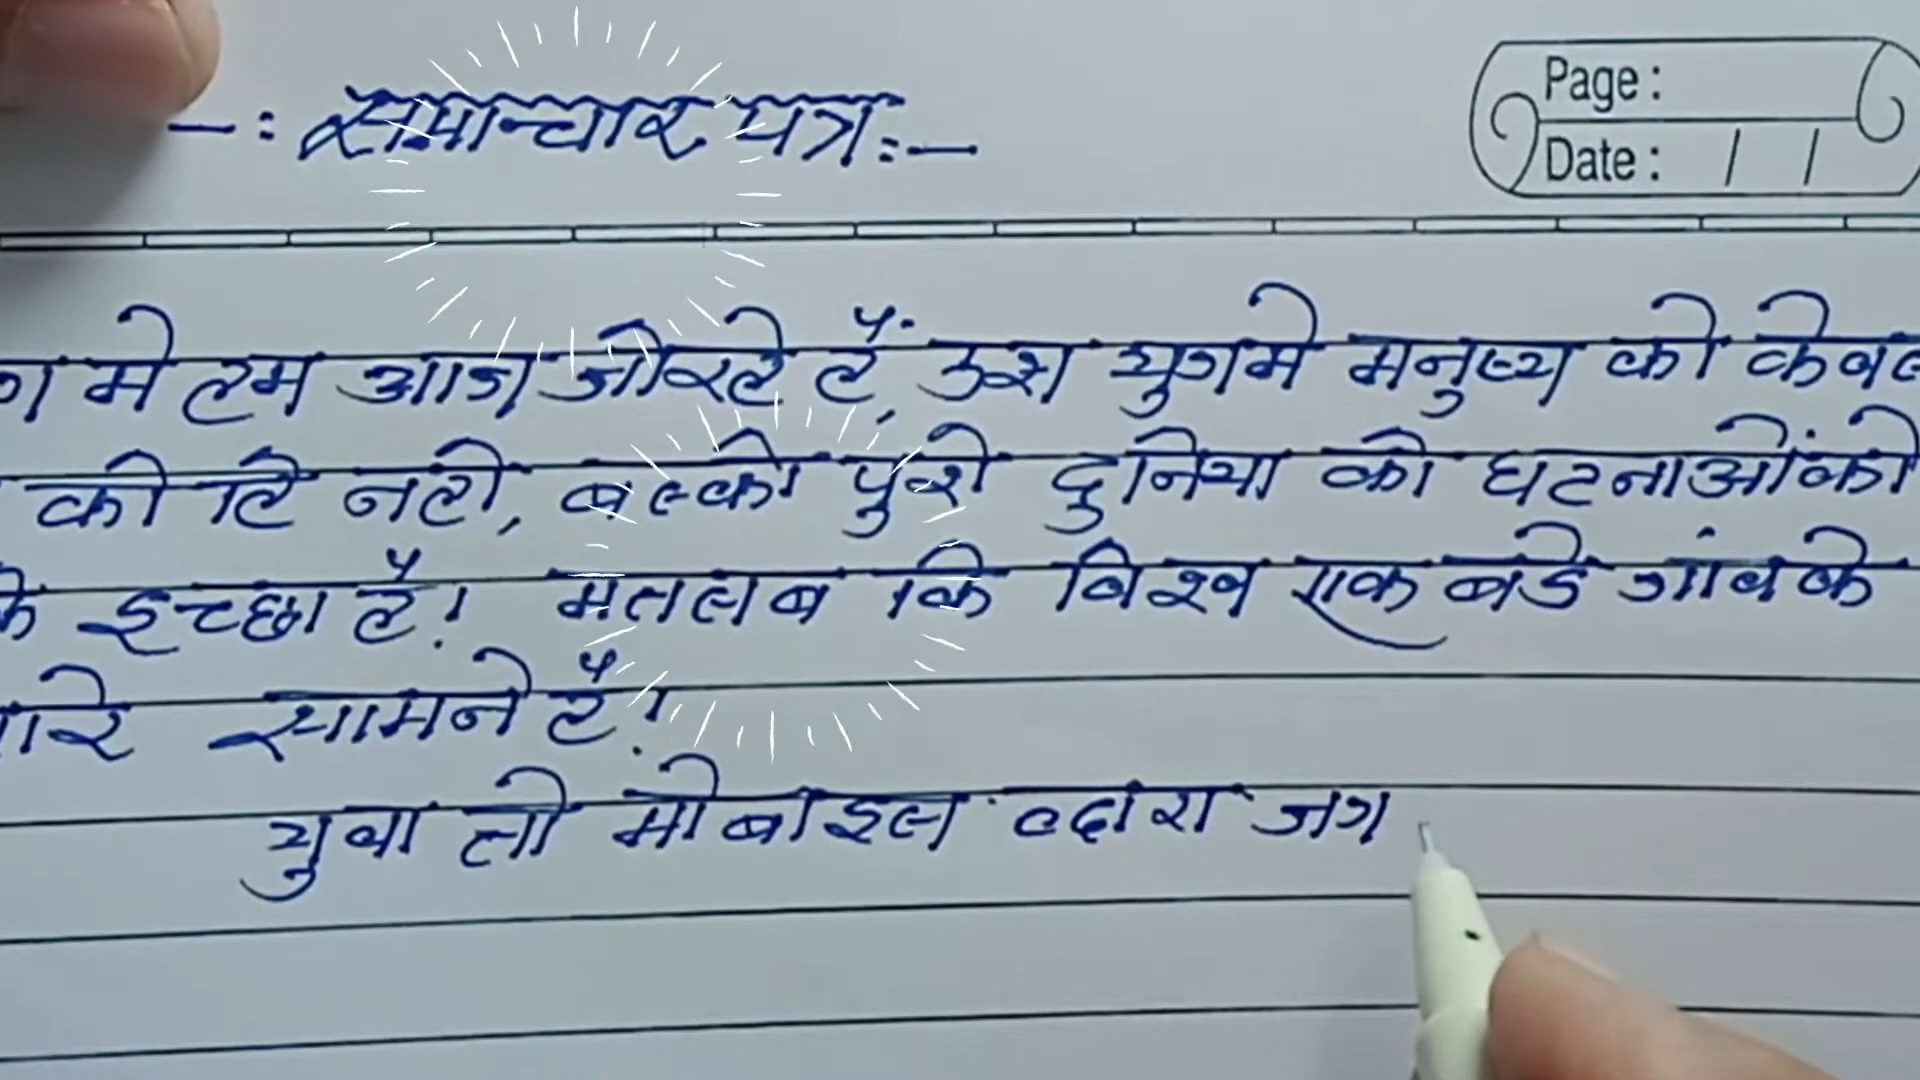 -: समाचार पत्र :-
Page :
Date : / /
ग मे हम आज जी रहे हैं, उस युग मे मनुष्य को केवल
की हि नही, बल्की पुरी दुनिया की घटनाओं की
के इच्छा है! मतलब कि विश्व एक बडे गांव के
ारे सामने है!
युवा तो मोबाइल द्वारा जग